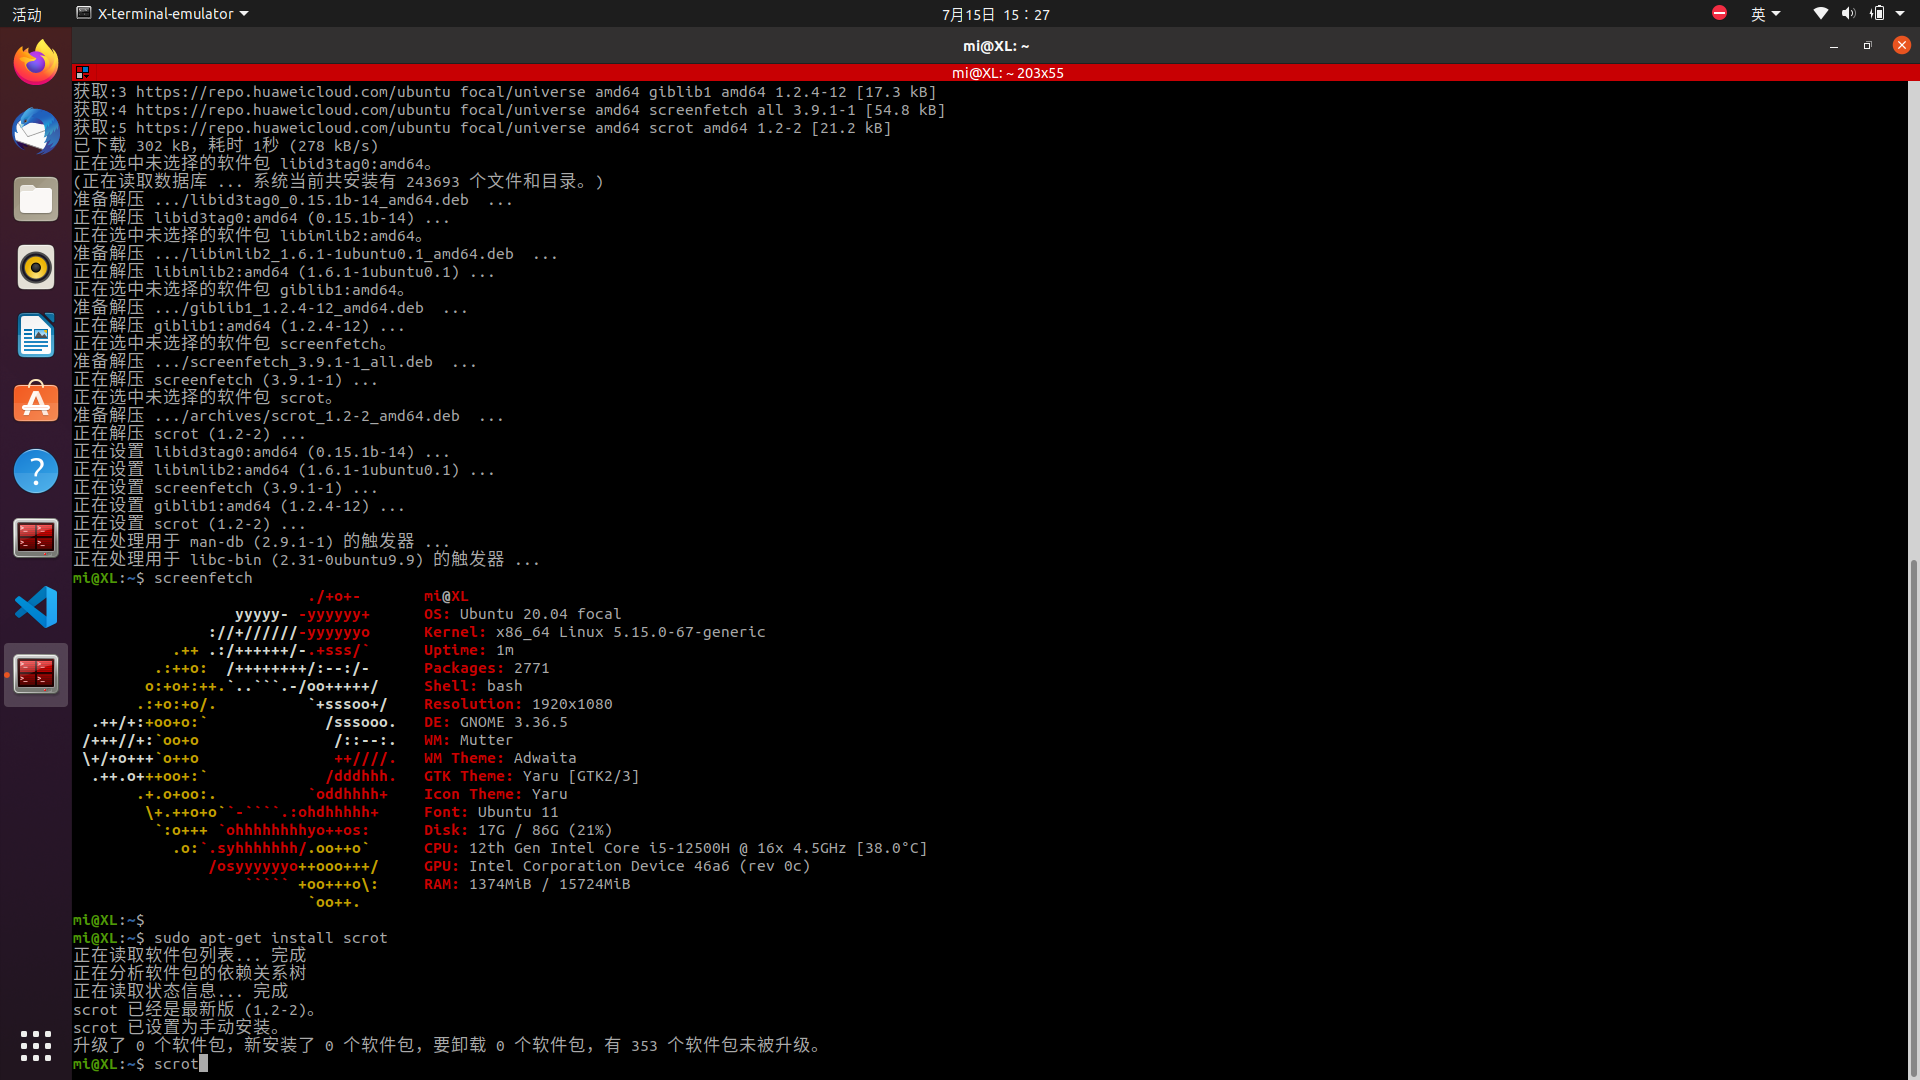 活动 X-terminal-emulator 7月15日 15：27 英
mi@XL: ~
mi@XL: ~ 203x55
获取:3 https://repo.huaweicloud.com/ubuntu focal/universe amd64 giblib1 amd64 1.2.4-12 [17.3 kB]
获取:4 https://repo.huaweicloud.com/ubuntu focal/universe amd64 screenfetch all 3.9.1-1 [54.8 kB]
获取:5 https://repo.huaweicloud.com/ubuntu focal/universe amd64 scrot amd64 1.2-2 [21.2 kB]
已下载 302 kB，耗时 1秒 (278 kB/s)
正在选中未选择的软件包 libid3tag0:amd64。
(正在读取数据库 ... 系统当前共安装有 243693 个文件和目录。)
准备解压 .../libid3tag0_0.15.1b-14_amd64.deb  ...
正在解压 libid3tag0:amd64 (0.15.1b-14) ...
正在选中未选择的软件包 libimlib2:amd64。
准备解压 .../libimlib2_1.6.1-1ubuntu0.1_amd64.deb  ...
正在解压 libimlib2:amd64 (1.6.1-1ubuntu0.1) ...
正在选中未选择的软件包 giblib1:amd64。
准备解压 .../giblib1_1.2.4-12_amd64.deb  ...
正在解压 giblib1:amd64 (1.2.4-12) ...
正在选中未选择的软件包 screenfetch。
准备解压 .../screenfetch_3.9.1-1_all.deb  ...
正在解压 screenfetch (3.9.1-1) ...
正在选中未选择的软件包 scrot。
准备解压 .../archives/scrot_1.2-2_amd64.deb  ...
正在解压 scrot (1.2-2) ...
正在设置 libid3tag0:amd64 (0.15.1b-14) ...
正在设置 libimlib2:amd64 (1.6.1-1ubuntu0.1) ...
正在设置 screenfetch (3.9.1-1) ...
正在设置 giblib1:amd64 (1.2.4-12) ...
正在设置 scrot (1.2-2) ...
正在处理用于 man-db (2.9.1-1) 的触发器 ...
正在处理用于 libc-bin (2.31-0ubuntu9.9) 的触发器 ...
mi@XL:~$ screenfetch
                          ./+o+-       mi@XL
                  yyyyy- -yyyyyy+      OS: Ubuntu 20.04 focal
               ://+//////-yyyyyyo      Kernel: x86_64 Linux 5.15.0-67-generic
           .++ .:/++++++/-.+sss/`      Uptime: 1m
         .:++o:  /++++++++/:--:/-      Packages: 2771
        o:+o+:++.`..```.-/oo+++++/     Shell: bash
       .:+o:+o/.          `+sssoo+/    Resolution: 1920x1080
  .++/+:+oo+o:`             /sssooo.   DE: GNOME 3.36.5
 /+++//+:`oo+o               /::--:.   WM: Mutter
 \+/+o+++`o++o               ++////.   WM Theme: Adwaita
  .++.o+++oo+:`             /dddhhh.   GTK Theme: Yaru [GTK2/3]
       .+.o+oo:.          `oddhhhh+    Icon Theme: Yaru
        \+.++o+o``-````.:ohdhhhhh+     Font: Ubuntu 11
         `:o+++ `ohhhhhhhhyo++os:      Disk: 17G / 86G (21%)
           .o:`.syhhhhhhh/.oo++o`      CPU: 12th Gen Intel Core i5-12500H @ 16x 4.5GHz [38.0°C]
               /osyyyyyyo++ooo+++/     GPU: Intel Corporation Device 46a6 (rev 0c)
                   ````` +oo+++o\:     RAM: 1374MiB / 15724MiB
                          `oo++.
mi@XL:~$
mi@XL:~$ sudo apt-get install scrot
正在读取软件包列表... 完成
正在分析软件包的依赖关系树
正在读取状态信息... 完成
scrot 已经是最新版 (1.2-2)。
scrot 已设置为手动安装。
升级了 0 个软件包，新安装了 0 个软件包，要卸载 0 个软件包，有 353 个软件包未被升级。
mi@XL:~$ scrot